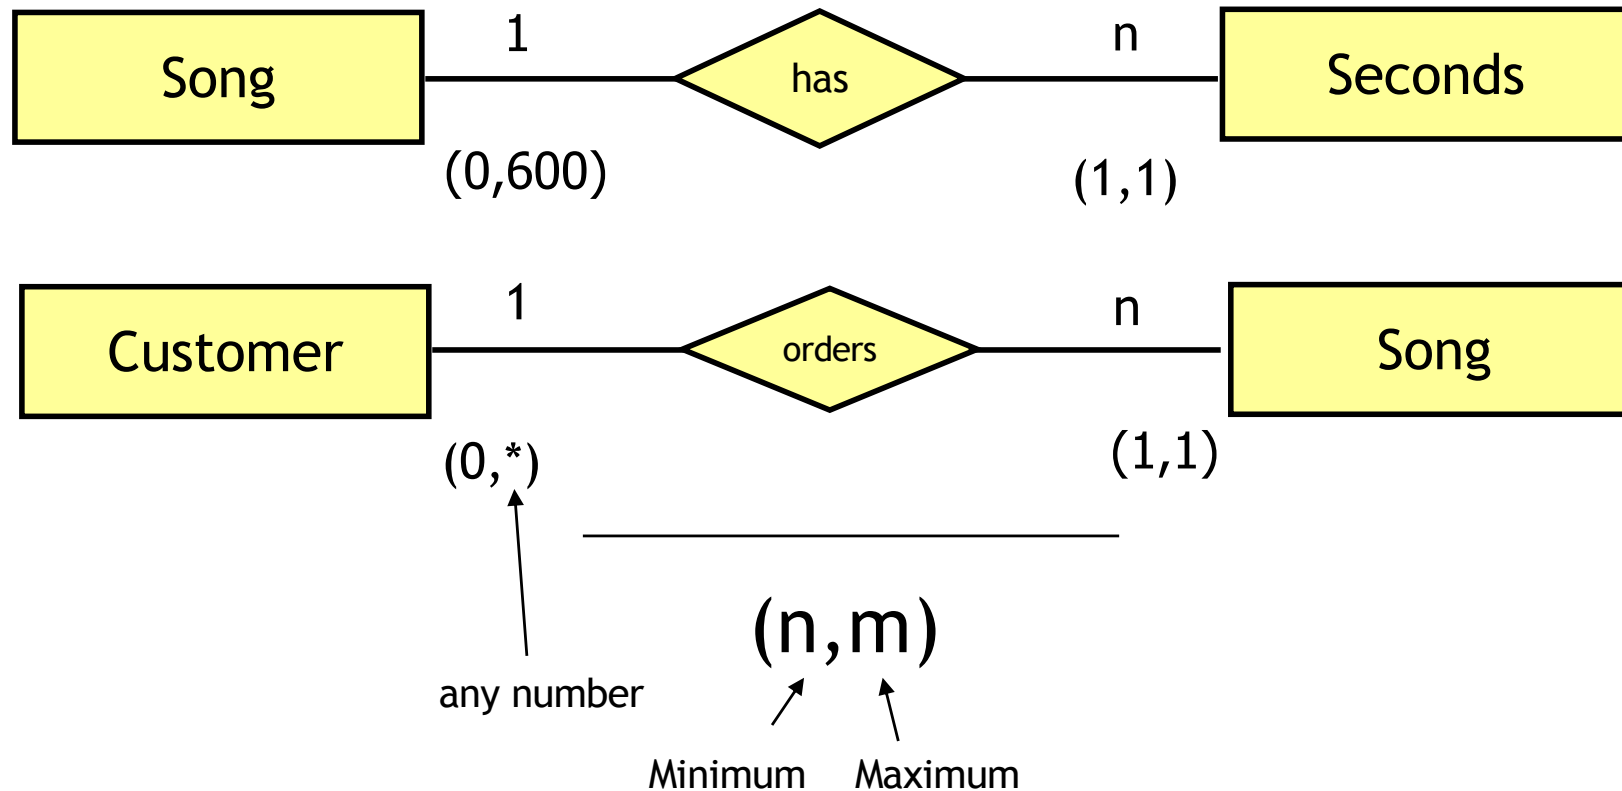 1 n
Song has Seconds
(0,600) (1,1)
1 n
Customer orders Song
(0,*) (1,1)
(n,m)
any number
Minimum Maximum